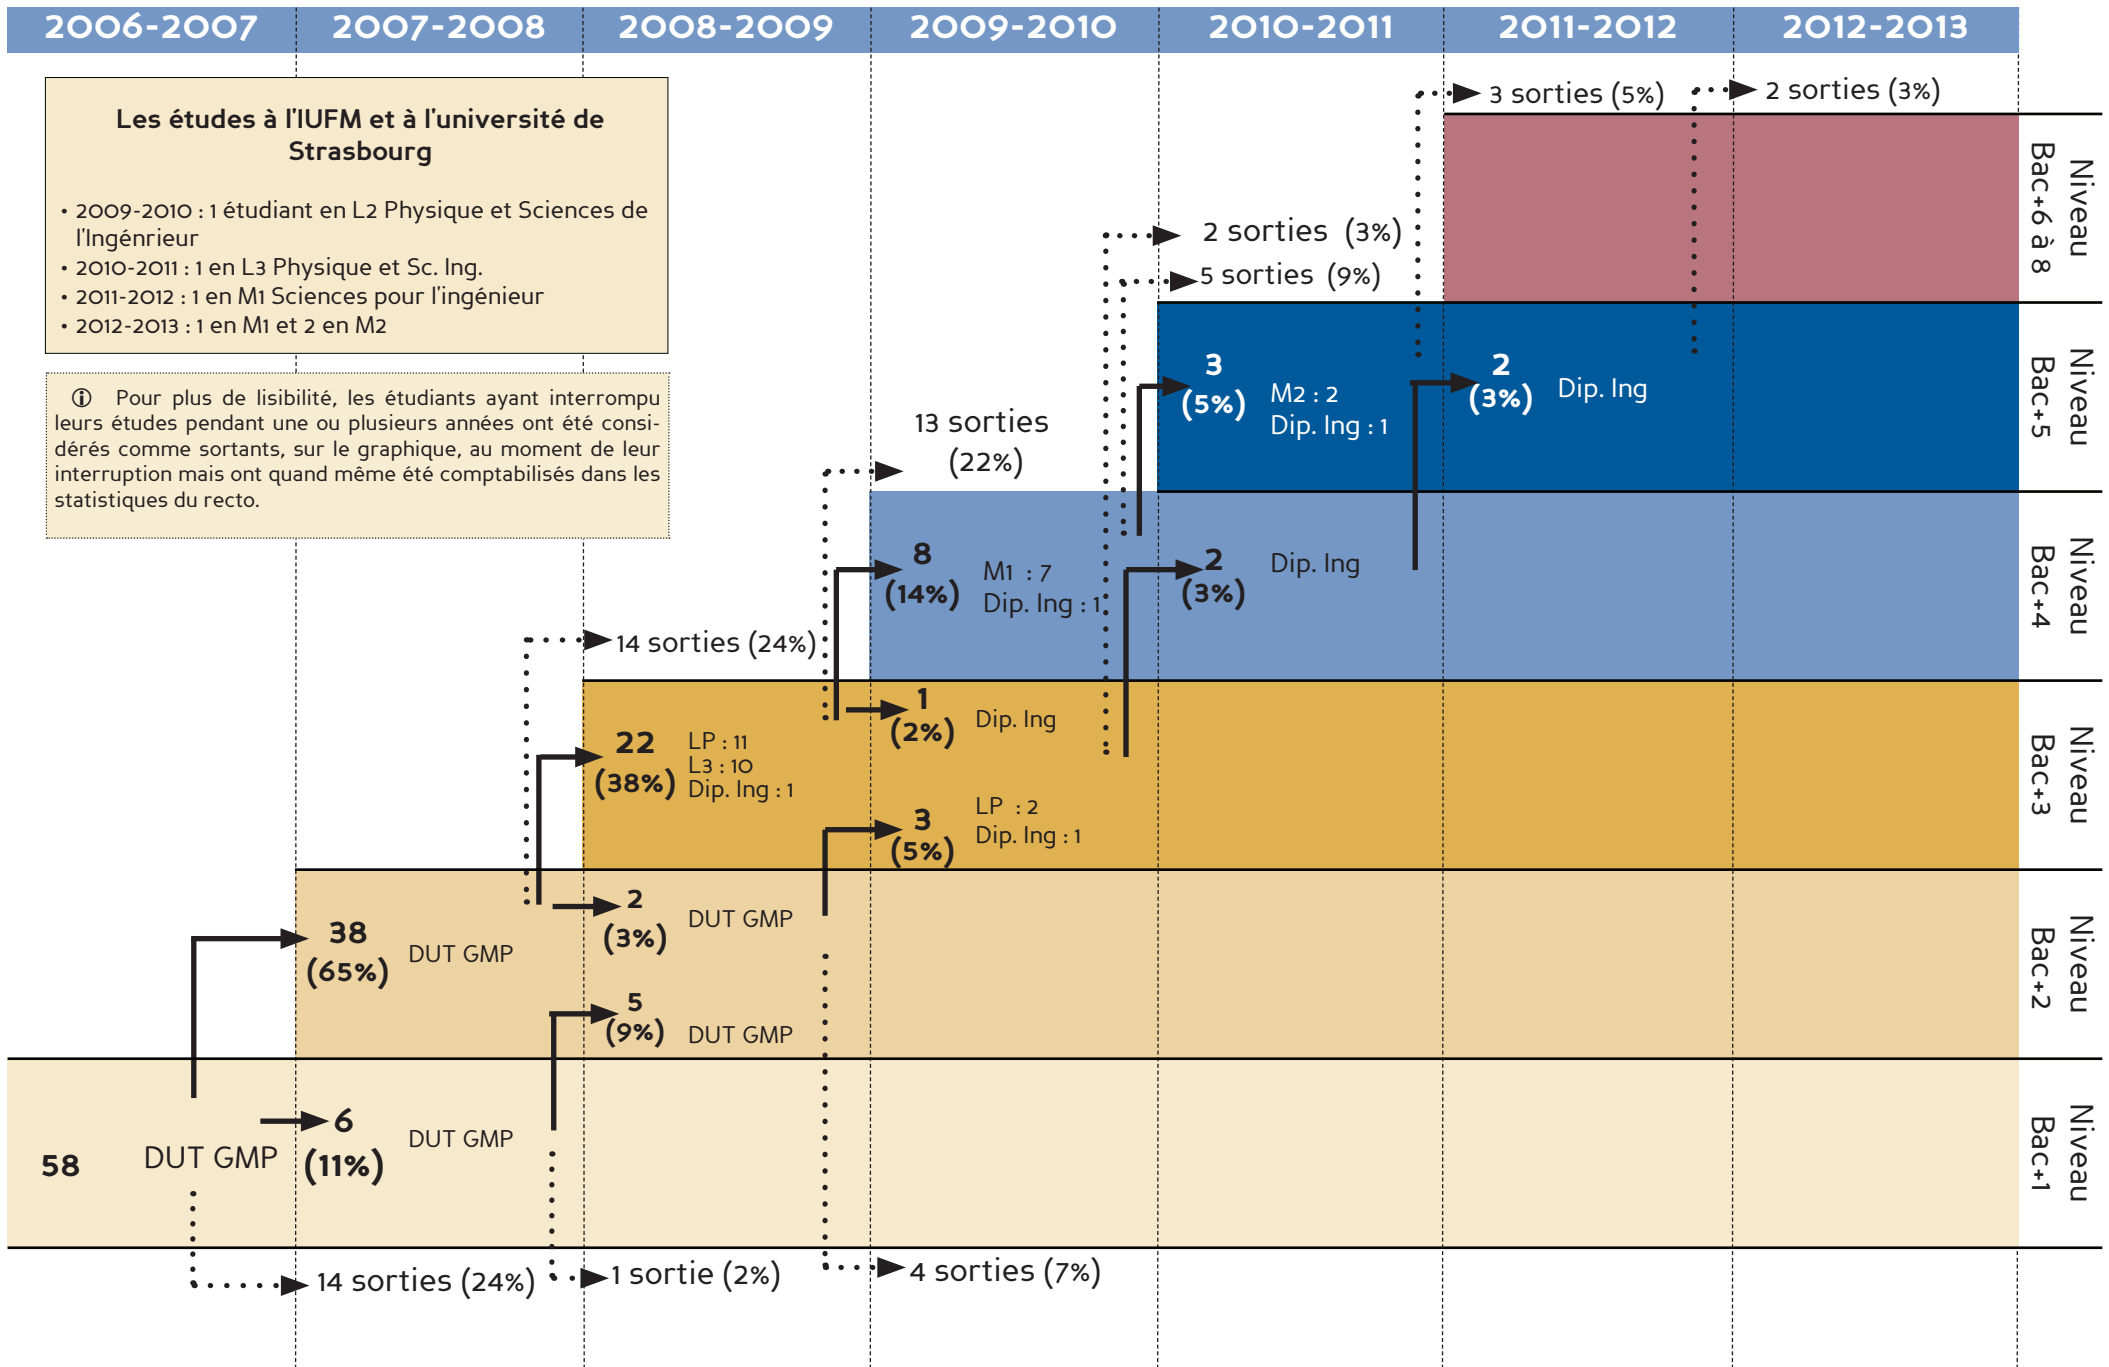 2006-2007 2007-2008 2008-2009 2009-2010 2010-2011 2011-2012 2012-2013
Les études à l'IUFM et à l'université de
Strasbourg
• 2009-2010 : 1 étudiant en L2 Physique et Sciences de
l'Ingénrieur
• 2010-2011 : 1 en L3 Physique et Sc. Ing.
• 2011-2012 : 1 en M1 Sciences pour l'ingénieur
• 2012-2013 : 1 en M1 et 2 en M2
ⓘ Pour plus de lisibilité, les étudiants ayant interrompu
leurs études pendant une ou plusieurs années ont été consi-
dérés comme sortants, sur le graphique, au moment de leur
interruption mais ont quand même été comptabilisés dans les
statistiques du recto.
3 sorties (5%)
2 sorties (3%)
Niveau
Bac+6 à 8
2 sorties (3%)
5 sorties (9%)
3
(5%)
M2 : 2
Dip. Ing : 1
2
(3%)
Dip. Ing
Niveau
Bac+5
13 sorties
(22%)
8
(14%)
M1 : 7
Dip. Ing : 1
2
(3%)
Dip. Ing
Niveau
Bac+4
14 sorties (24%)
22
(38%)
LP : 11
L3 : 10
Dip. Ing : 1
1
(2%)
Dip. Ing
3
(5%)
LP : 2
Dip. Ing : 1
Niveau
Bac+3
38
(65%)
DUT GMP
2
(3%)
DUT GMP
5
(9%)
DUT GMP
Niveau
Bac+2
58
DUT GMP
6
(11%)
DUT GMP
Niveau
Bac+1
14 sorties (24%)
1 sortie (2%)
4 sorties (7%)